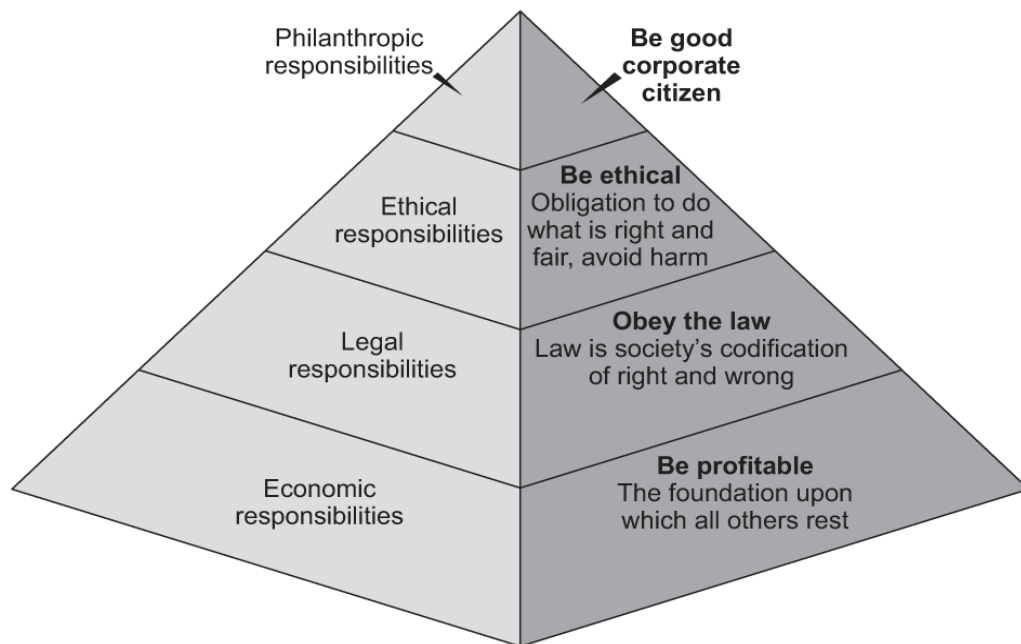 Philanthropic
responsibilities
Be good
corporate
citizen
Ethical
responsibilities
Be ethical
Obligation to do
what is right and
fair, avoid harm
Legal
responsibilities
Obey the law
Law is society’s codification
of right and wrong
Economic
responsibilities
Be profitable
The foundation upon
which all others rest